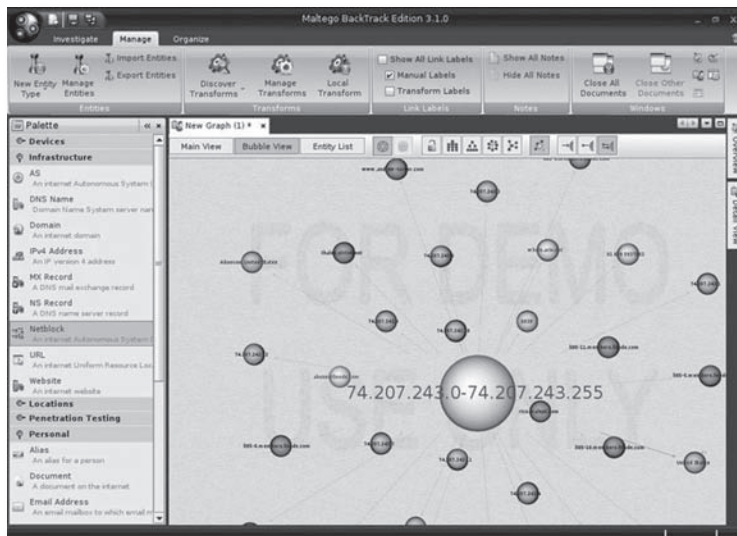 Maltego BackTrack Edition 3.1.0
Investigate Manage Organize
New Entity Type
Manage Entities
Import Entities
Export Entities
Entities
Discover Transforms
Manage Transforms
Local Transform
Transforms
Show All Link Labels
Manual Labels
Transform Labels
Link Labels
Show All Notes
Hide All Notes
Notes
Close All Documents
Close Other Documents
Windows
Palette
New Graph (1) *
Main View Bubble View Entity List
Overview
Detail View
Devices
Infrastructure
AS
An internet Autonomous System
DNS Name
Domain Name System server nam
Domain
An internet domain
IPv4 Address
An IP version 4 address
MX Record
A DNS mail exchange record
NS Record
A DNS name server record
Netblock
An internet Autonomous System
URL
An internet Uniform Resource Loc
Website
An internet website
Locations
Penetration Testing
Personal
Alias
An alias for a person
Document
A document on the internet
Email Address
An email mailbox to which email m
FOR DEMO
USE ONLY
74.207.243.0-74.207.243.255